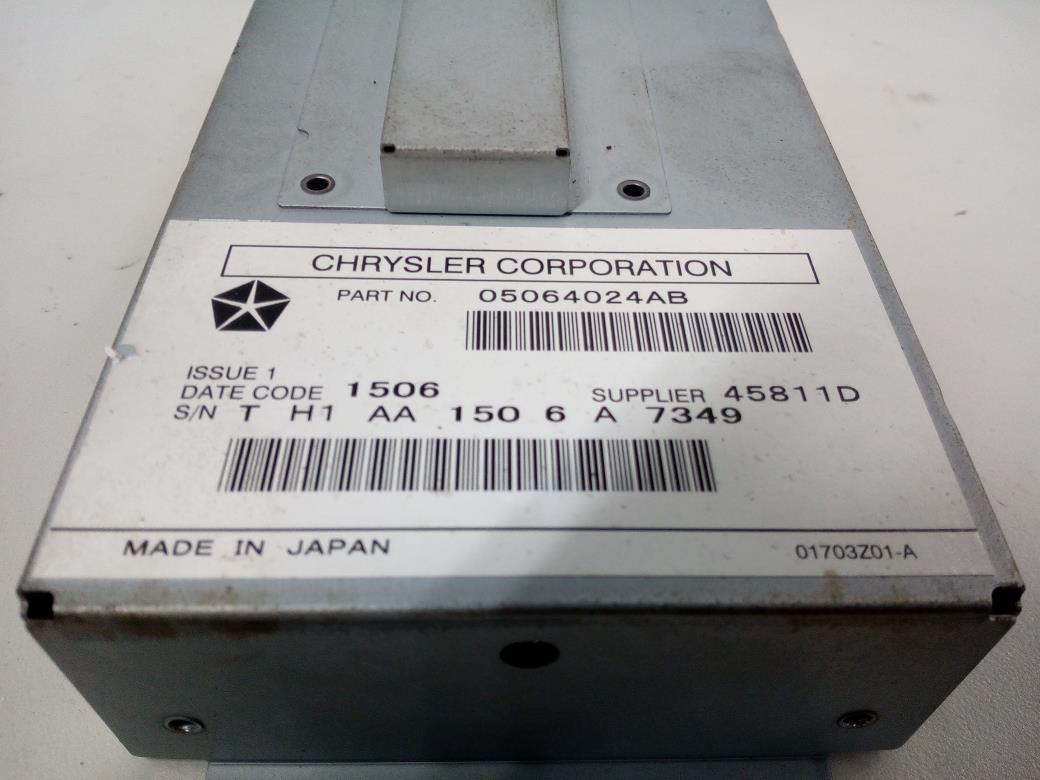 CHRYSLER CORPORATION
PART NO. 05064024AB
ISSUE 1
DATE CODE 1506 SUPPLIER 45811D
S/N T H1 AA 150 6 A 7349
MADE IN JAPAN 01703Z01-A